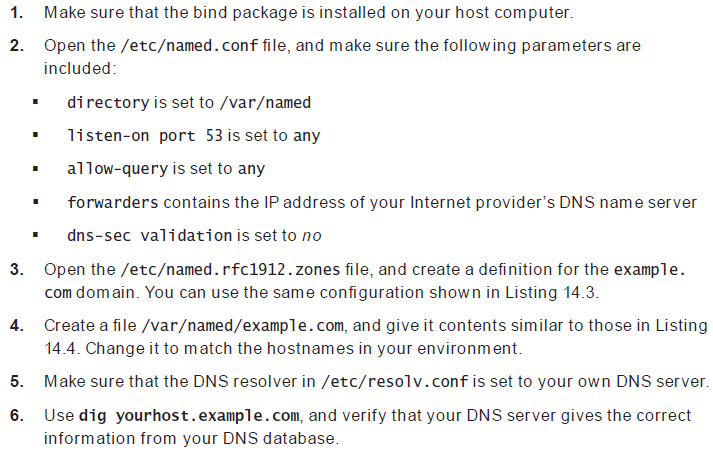 1. Make sure that the bind package is installed on your host computer.
2. Open the /etc/named.conf file, and make sure the following parameters are
included:
▪ directory is set to /var/named
▪ listen-on port 53 is set to any
▪ allow-query is set to any
▪ forwarders contains the IP address of your Internet provider’s DNS name server
▪ dns-sec validation is set to no
3. Open the /etc/named.rfc1912.zones file, and create a definition for the example.
com domain. You can use the same configuration shown in Listing 14.3.
4. Create a file /var/named/example.com, and give it contents similar to those in Listing
14.4. Change it to match the hostnames in your environment.
5. Make sure that the DNS resolver in /etc/resolv.conf is set to your own DNS server.
6. Use dig yourhost.example.com, and verify that your DNS server gives the correct
information from your DNS database.